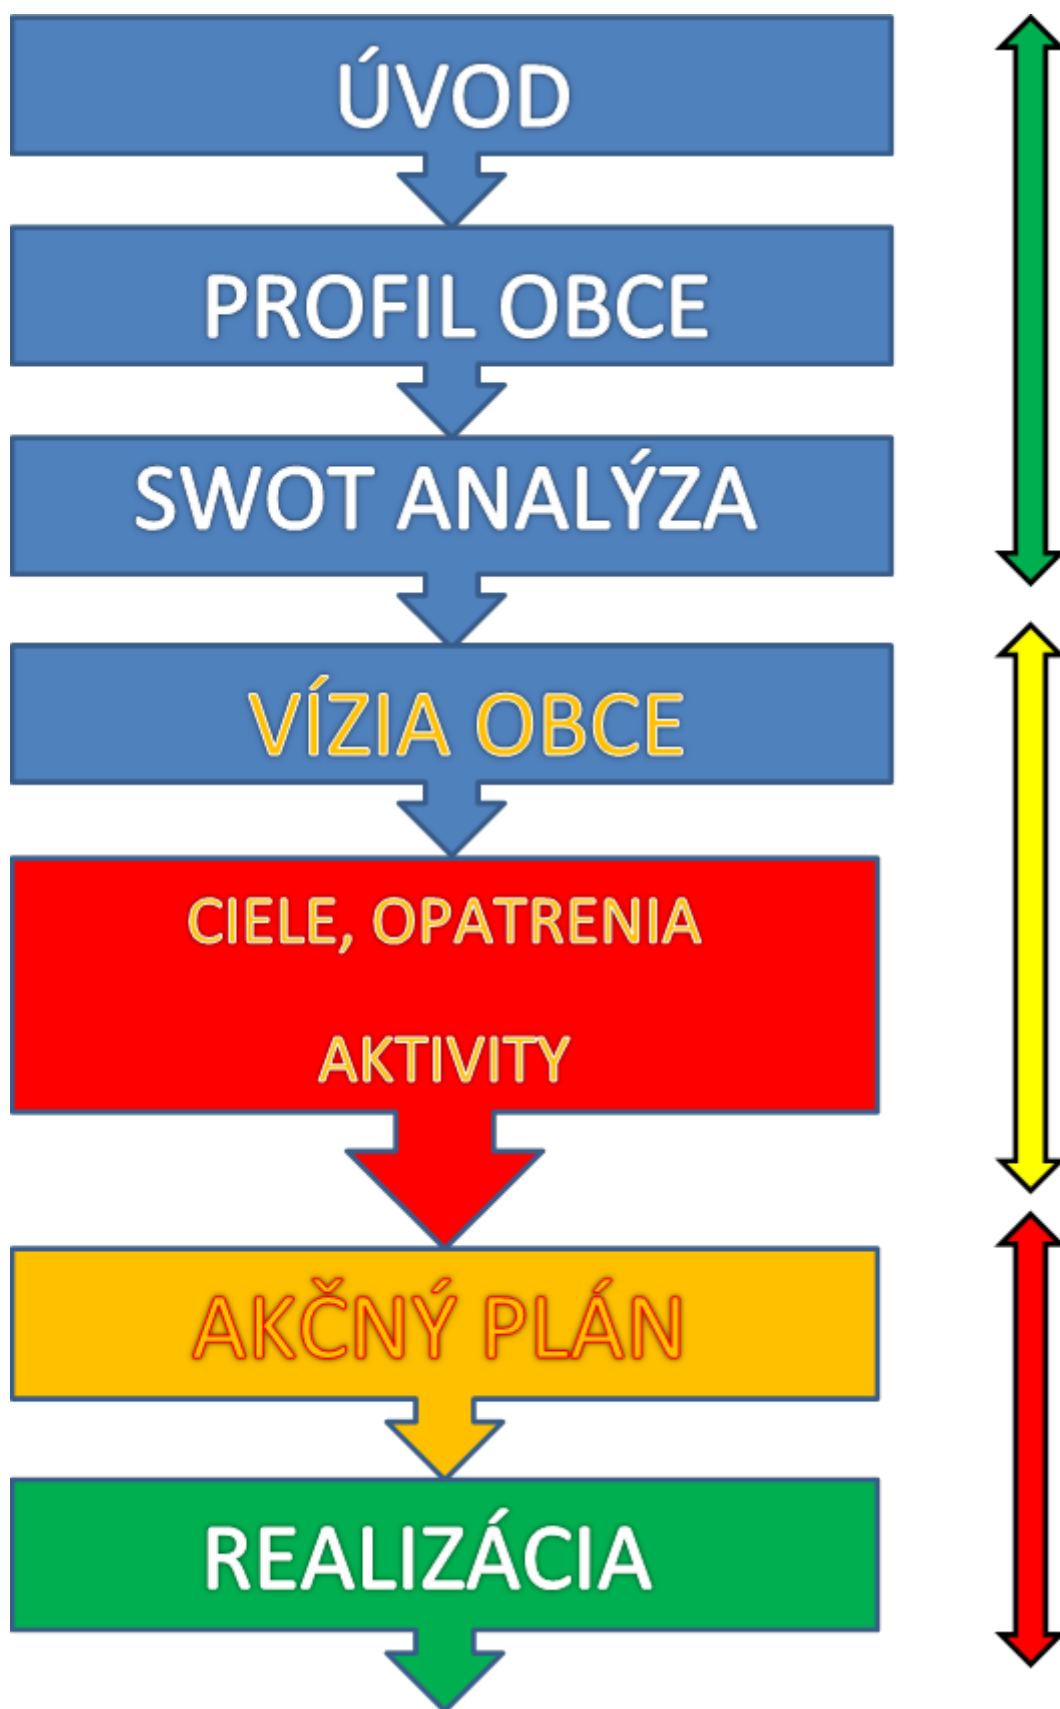 ÚVOD
PROFIL OBCE
SWOT ANALÝZA
VÍZIA OBCE
CIELE, OPATRENIA
AKTIVITY
AKČNÝ PLÁN
REALIZÁCIA